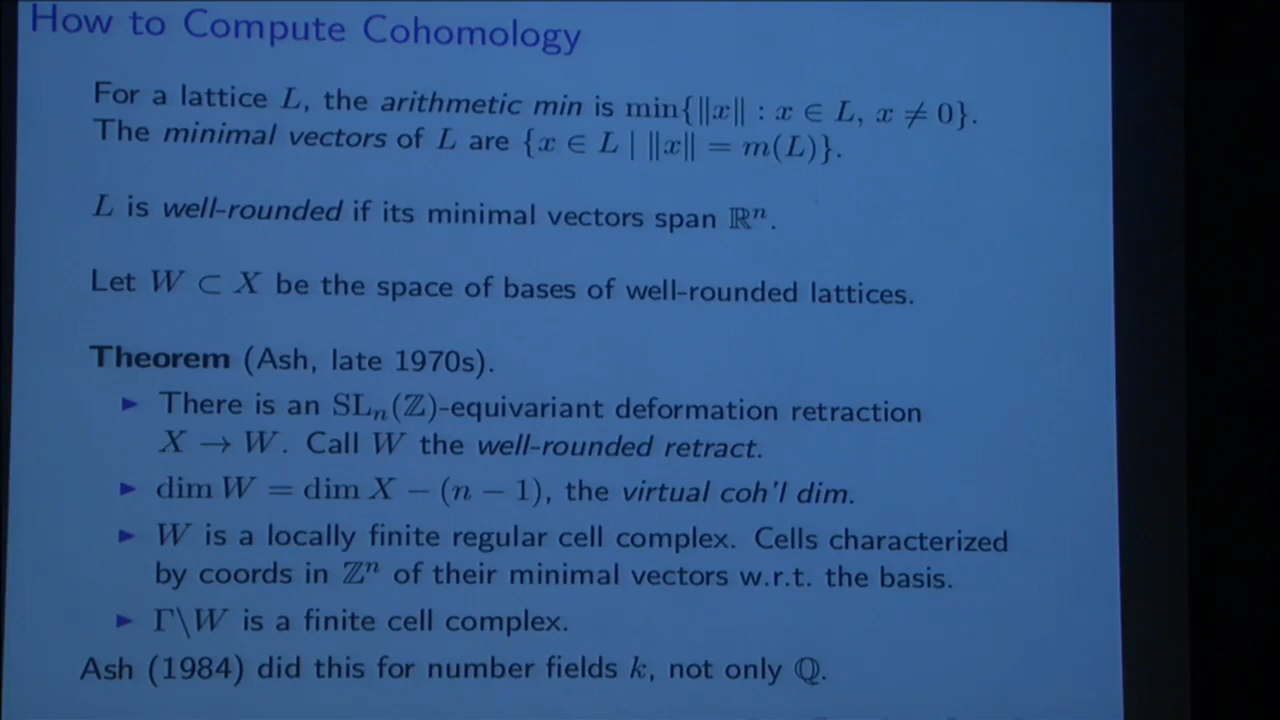 How to Compute Cohomology
For a lattice L, the arithmetic min is min{‖x‖ : x ∈ L, x ≠ 0}.
The minimal vectors of L are {x ∈ L | ‖x‖ = m(L)}.
L is well-rounded if its minimal vectors span ℝⁿ.
Let W ⊂ X be the space of bases of well-rounded lattices.
Theorem (Ash, late 1970s).
▶ There is an SLₙ(ℤ)-equivariant deformation retraction
X → W. Call W the well-rounded retract.
▶ dim W = dim X − (n − 1), the virtual coh'l dim.
▶ W is a locally finite regular cell complex. Cells characterized
by coords in ℤⁿ of their minimal vectors w.r.t. the basis.
▶ Γ\W is a finite cell complex.
Ash (1984) did this for number fields k, not only ℚ.